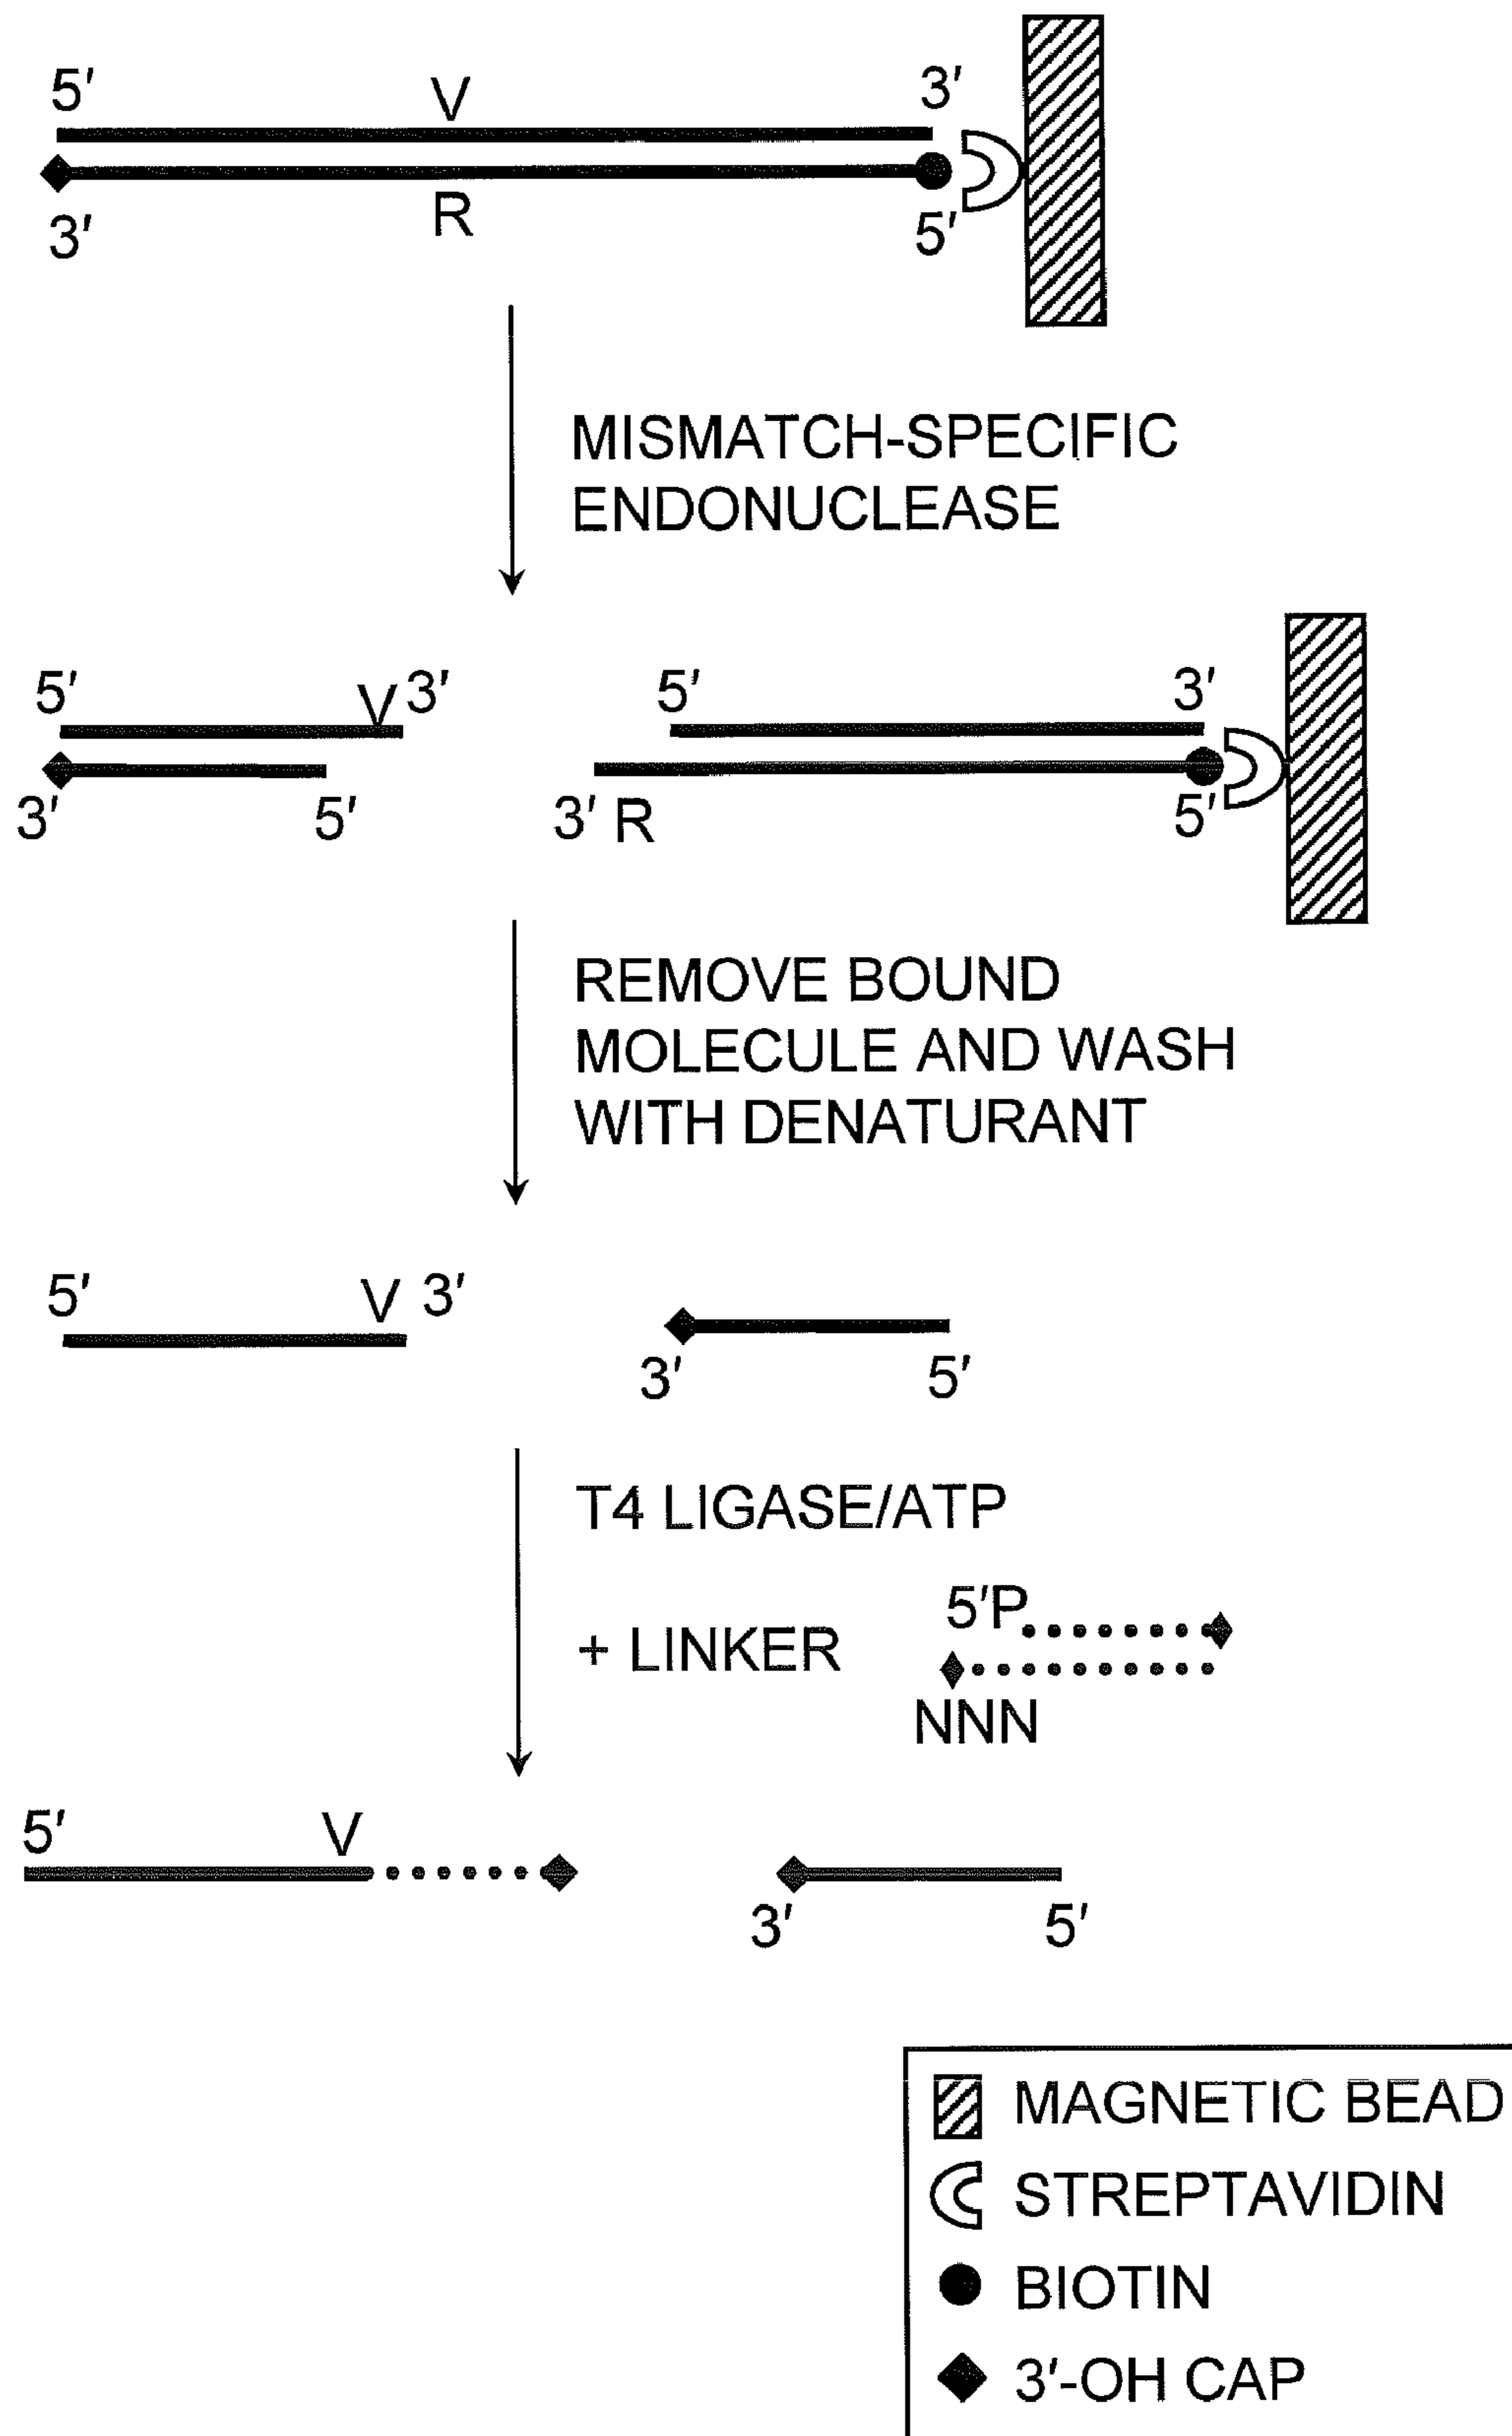 5′ V 3′
3′ R 5′
MISMATCH-SPECIFIC
ENDONUCLEASE
5′ V 3′ 5′ 3′
3′ 5′ 3′ R 5′
REMOVE BOUND
MOLECULE AND WASH
WITH DENATURANT
5′ V 3′
3′ 5′
T4 LIGASE/ATP
5′P
+ LINKER
NNN
5′ V
3′ 5′
MAGNETIC BEAD
STREPTAVIDIN
BIOTIN
3′-OH CAP